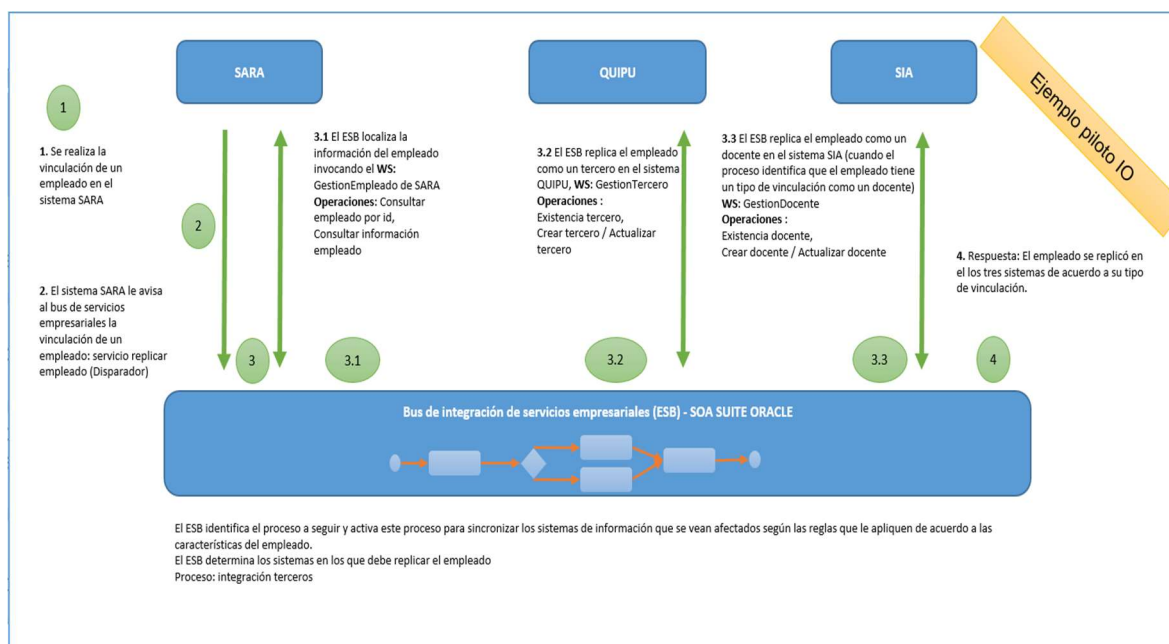 SARA
QUIPU
SIA
Ejemplo piloto IO
1
1. Se realiza la
vinculación de un
empleado en el
sistema SARA
2
2. El sistema SARA le avisa
al bus de servicios
empresariales la
vinculación de un
empleado: servicio replicar
empleado (Disparador)
3
3.1 El ESB localiza la
información del empleado
invocando el WS:
GestionEmpleado de SARA
Operaciones: Consultar
empleado por id,
Consultar información
empleado
3.1
3.2 El ESB replica el empleado
como un tercero en el sistema
QUIPU, WS: GestionTercero
Operaciones :
Existencia tercero,
Crear tercero / Actualizar
tercero
3.2
3.3 El ESB replica el empleado como un
docente en el sistema SIA (cuando el
proceso identifica que el empleado tiene
un tipo de vinculación como un docente)
WS: GestionDocente
Operaciones :
Existencia docente,
Crear docente / Actualizar docente
3.3
4. Respuesta: El empleado se replicó en
el los tres sistemas de acuerdo a su tipo
de vinculación.
4
Bus de integración de servicios empresariales (ESB) - SOA SUITE ORACLE
El ESB identifica el proceso a seguir y activa este proceso para sincronizar los sistemas de información que se vean afectados según las reglas que le apliquen de acuerdo a las
características del empleado.
El ESB determina los sistemas en los que debe replicar el empleado
Proceso: integración terceros